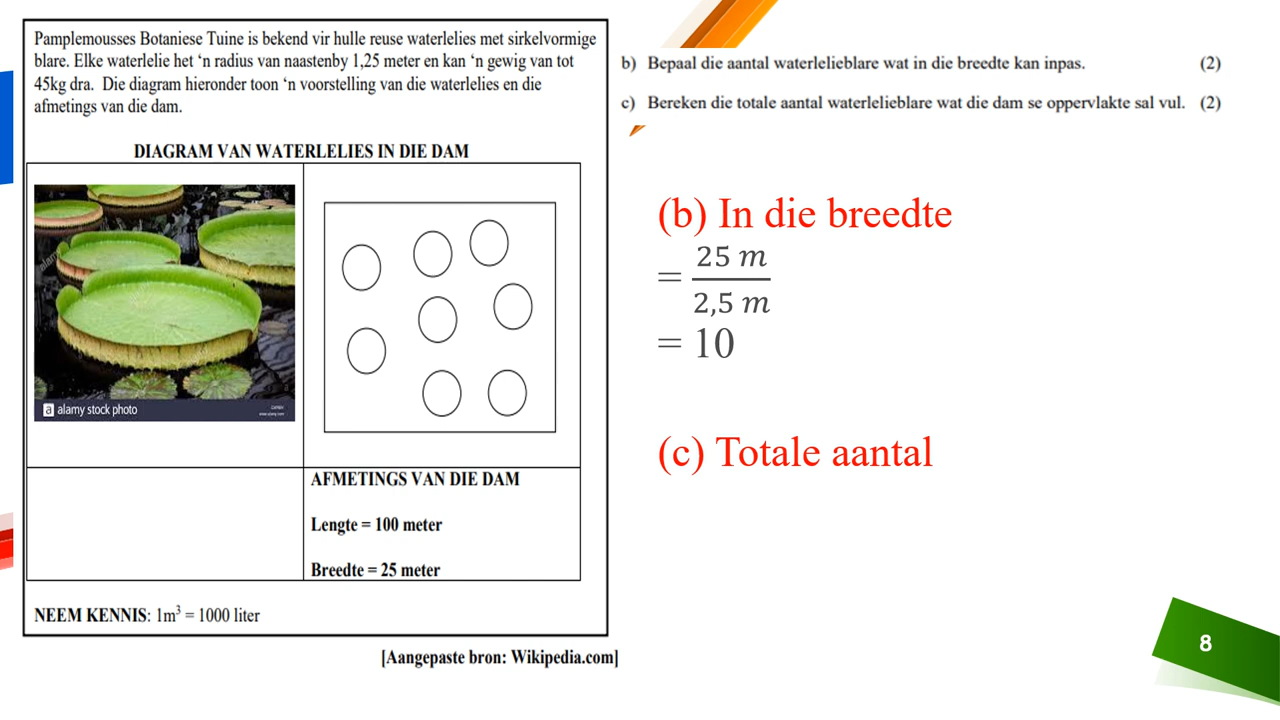 Pamplemousses Botaniese Tuine is bekend vir hulle reuse waterlelies met sirkelvormige
blare. Elke waterlelie het ‘n radius van naastenby 1,25 meter en kan ‘n gewig van tot
45kg dra. Die diagram hieronder toon ‘n voorstelling van die waterlelies en die
afmetings van die dam.
DIAGRAM VAN WATERLELIES IN DIE DAM
a alamy stock photo
AFMETINGS VAN DIE DAM
Lengte = 100 meter
Breedte = 25 meter
NEEM KENNIS: 1m³ = 1000 liter
[Aangepaste bron: Wikipedia.com]
b) Bepaal die aantal waterlelieblare wat in die breedte kan inpas. (2)
c) Bereken die totale aantal waterlelieblare wat die dam se oppervlakte sal vul. (2)
(b) In die breedte
= 25 m / 2,5 m
= 10
(c) Totale aantal
8